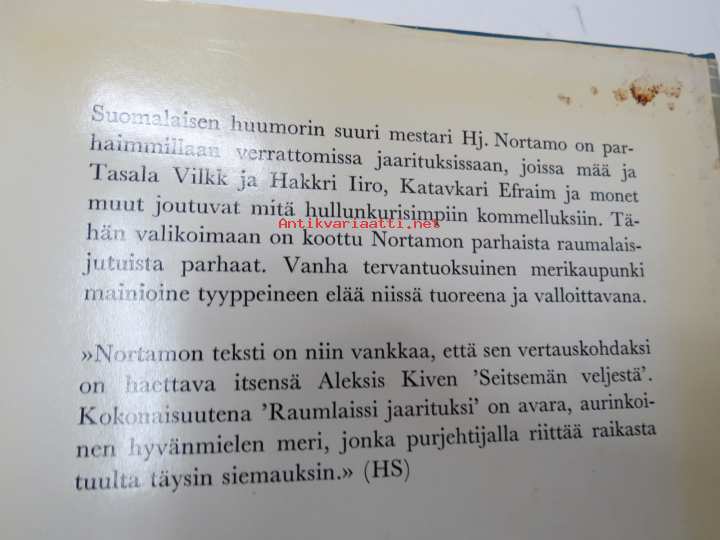 Suomalaisen huumorin suuri mestari Hj. Nortamo on par-
haimmillaan verrattomissa jaarituksissaan, joissa mää ja
Tasala Vilkk ja Hakkri Iiro, Katavkari Efraim ja monet
muut joutuvat mitä hullunkurisimpiin kommelluksiin. Tä-
Antikvariaatti.net
hän valikoimaan on koottu Nortamon parhaista raumalais-
jutuista parhaat. Vanha tervantuoksuinen merikaupunki
mainioine tyyppeineen elää niissä tuoreena ja valloittavana.
»Nortamon teksti on niin vankkaa, että sen vertauskohdaksi
on haettava itsensä Aleksis Kiven 'Seitsemän veljestä'.
Kokonaisuutena 'Raumlaissi jaarituksi' on avara, aurinkoi-
nen hyvänmielen meri, jonka purjehtijalla riittää raikasta
tuulta täysin siemauksin.» (HS)